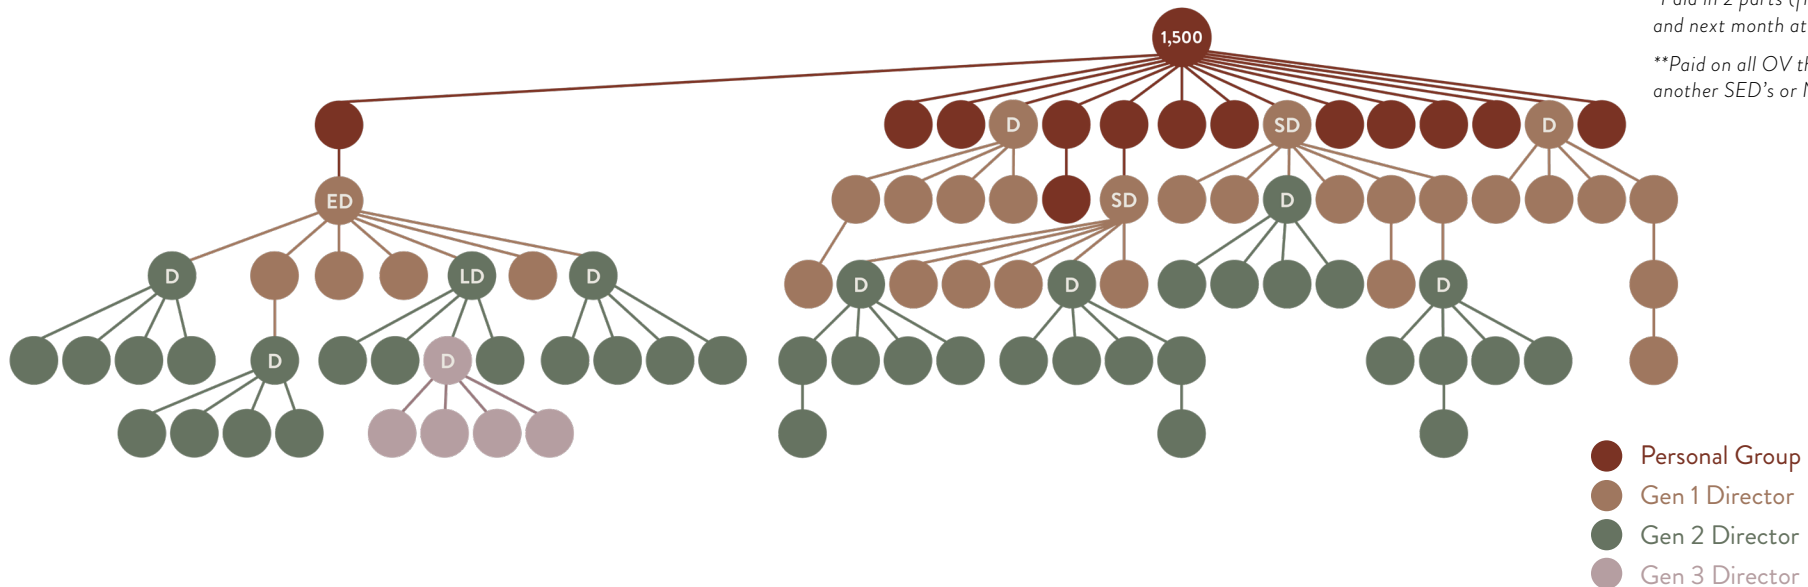 and next month at
**Paid on all OV
another SED's or
1,500
D
SD
D
ED
SD
D
D
LD
D
D
D
D
D
D
Personal Group
Gen 1 Director
Gen 2 Director
Gen 3 Director